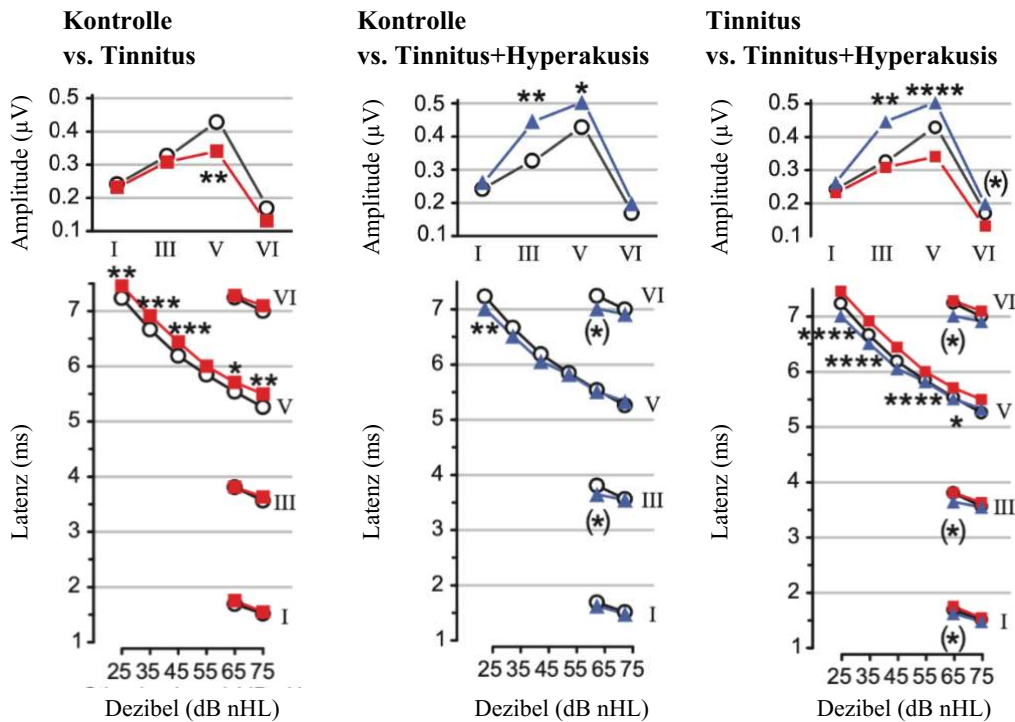 Kontrolle
vs. Tinnitus
Amplitude (µV)
0.5
0.4
0.3
0.2
0.1
**
I III V VI
Latenz (ms)
7
6
5
4
3
2
1
**
***
***
*
**
VI
V
III
I
25 35 45 55 65 75
Dezibel (dB nHL)
Kontrolle
vs. Tinnitus+Hyperakusis
Amplitude (µV)
0.5
0.4
0.3
0.2
0.1
**
*
I III V VI
Latenz (ms)
7
6
5
4
3
2
1
**
(*)
(*)
VI
V
III
I
25 35 45 55 65 75
Dezibel (dB nHL)
Tinnitus
vs. Tinnitus+Hyperakusis
Amplitude (µV)
0.5
0.4
0.3
0.2
0.1
**
****
(*)
I III V VI
Latenz (ms)
7
6
5
4
3
2
1
****
****
****
*
(*)
(*)
(*)
VI
V
III
I
25 35 45 55 65 75
Dezibel (dB nHL)